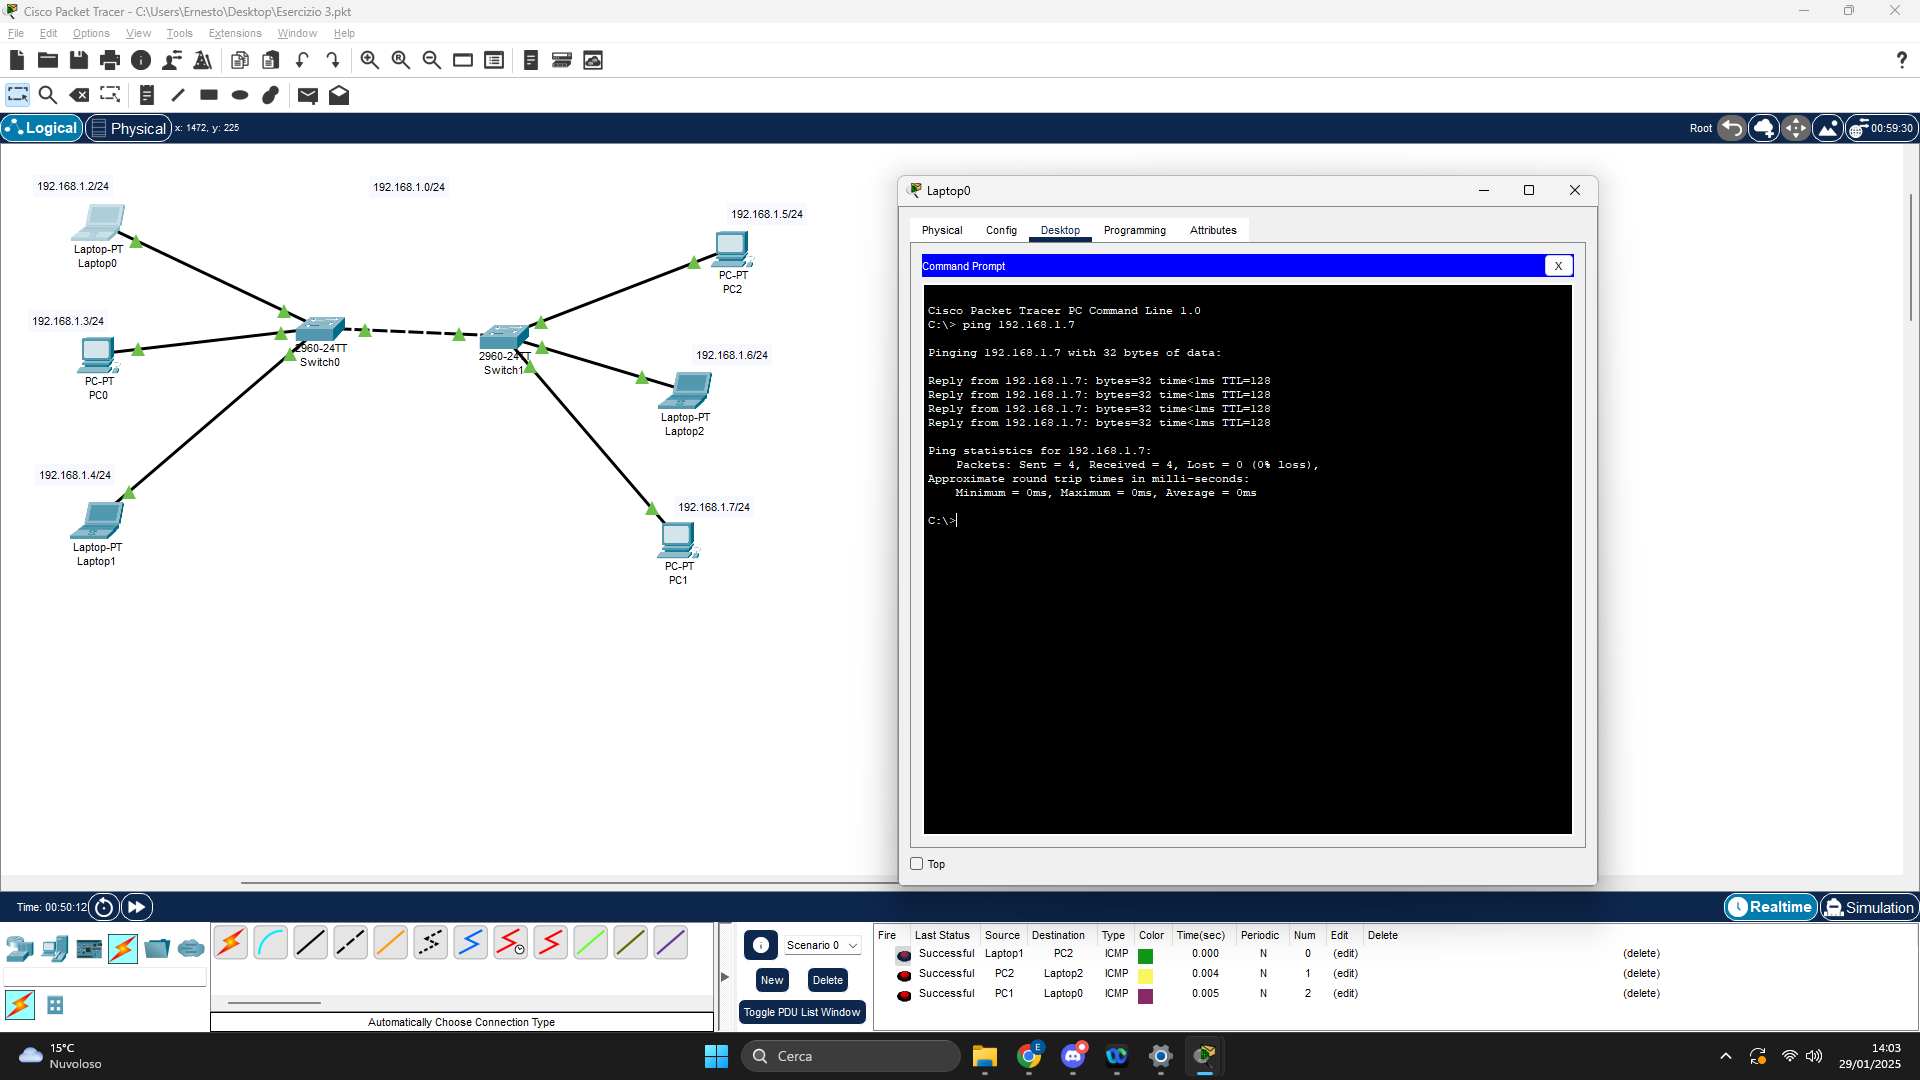 Cisco Packet Tracer - C:\Users\Ernesto\Desktop\Esercizio 3.pkt
File Edit Options View Tools Extensions Window Help
?
Logical Physical x: 1472, y: 225 Root 00:59:30
192.168.1.2/24
192.168.1.0/24
Laptop-PT
Laptop0
192.168.1.3/24
PC-PT
PC0
192.168.1.4/24
Laptop-PT
Laptop1
2960-24TT
Switch0
2960-24TT
Switch1
192.168.1.5/24
PC-PT
PC2
192.168.1.6/24
Laptop-PT
Laptop2
192.168.1.7/24
PC-PT
PC1
Laptop0
Physical Config Desktop Programming Attributes
Command Prompt X
Cisco Packet Tracer PC Command Line 1.0
C:\> ping 192.168.1.7
Pinging 192.168.1.7 with 32 bytes of data:
Reply from 192.168.1.7: bytes=32 time<1ms TTL=128
Reply from 192.168.1.7: bytes=32 time<1ms TTL=128
Reply from 192.168.1.7: bytes=32 time<1ms TTL=128
Reply from 192.168.1.7: bytes=32 time<1ms TTL=128
Ping statistics for 192.168.1.7:
Packets: Sent = 4, Received = 4, Lost = 0 (0% loss),
Approximate round trip times in milli-seconds:
Minimum = 0ms, Maximum = 0ms, Average = 0ms
C:\>
Top
Time: 00:50:12 Realtime Simulation
Automatically Choose Connection Type
Scenario 0
New Delete
Toggle PDU List Window
Fire Last Status Source Destination Type Color Time(sec) Periodic Num Edit Delete
Successful Laptop1 PC2 ICMP 0.000 N 0 (edit) (delete)
Successful PC2 Laptop2 ICMP 0.004 N 1 (edit) (delete)
Successful PC1 Laptop0 ICMP 0.005 N 2 (edit) (delete)
15°C
Nuvoloso
Cerca
E
14:03
29/01/2025